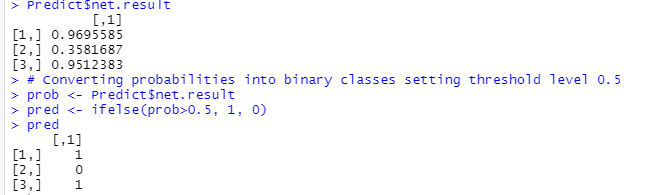 > Predict$net.result
[,1]
[1,] 0.9695585
[2,] 0.3581687
[3,] 0.9512383
> # Converting probabilities into binary classes setting threshold level 0.5
> prob <- Predict$net.result
> pred <- ifelse(prob>0.5, 1, 0)
> pred
[,1]
[1,] 1
[2,] 0
[3,] 1